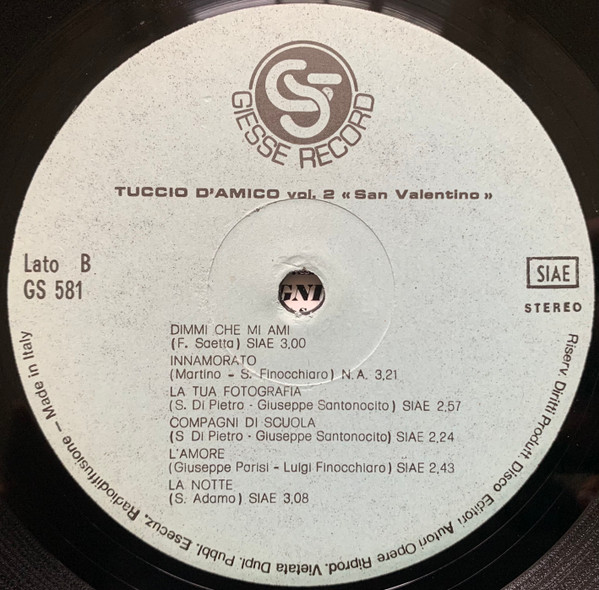 GS
GIESSE RECORD
TUCCIO D'AMICO vol. 2 « San Valentino »
Lato B
GS 581
SIAE
STEREO
GNI
DIMMI CHE MI AMI
(F. Saetta) SIAE 3,00
INNAMORATO
(Martino - S. Finocchiaro) N.A. 3,21
LA TUA FOTOGRAFIA
(S. Di Pietro - Giuseppe Santonocito) SIAE 2,57
COMPAGNI DI SCUOLA
(S Di Pietro - Giuseppe Santonocito) SIAE 2,24
L'AMORE
(Giuseppe Parisi - Luigi Finocchiaro) SIAE 2,43
LA NOTTE
(S. Adamo) SIAE 3,08
Riserv. Diritti Produtt. Disco Editori Autori Opere Riprod. Vietata Dupl. Pubbl. Esecuz. Radiodiffusione - Made in Italy